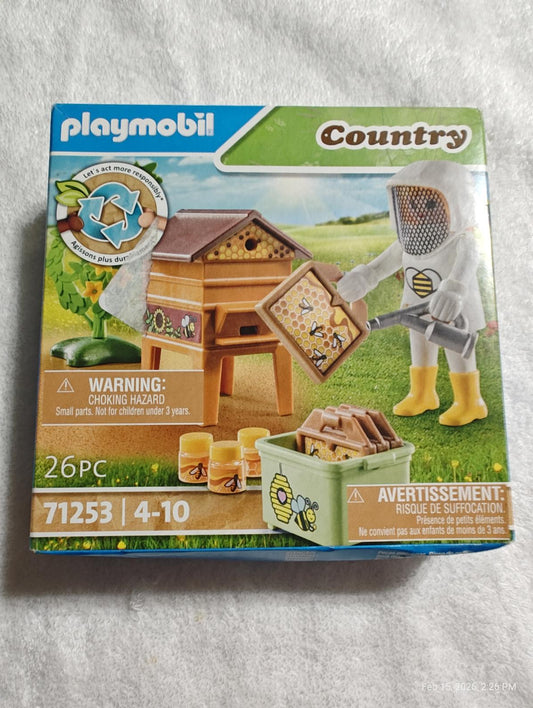 playmobil
Country
Let's act more responsibly*
Agissons plus
WARNING:
CHOKING HAZARD
Small parts. Not for children under 3 years.
26PC
71253 | 4-10
AVERTISSEMENT:
RISQUE DE SUFFOCATION.
Présence de petits éléments.
Ne convient pas aux enfants de moins de 3 ans.
Feb 15, 2026, 2:26 PM